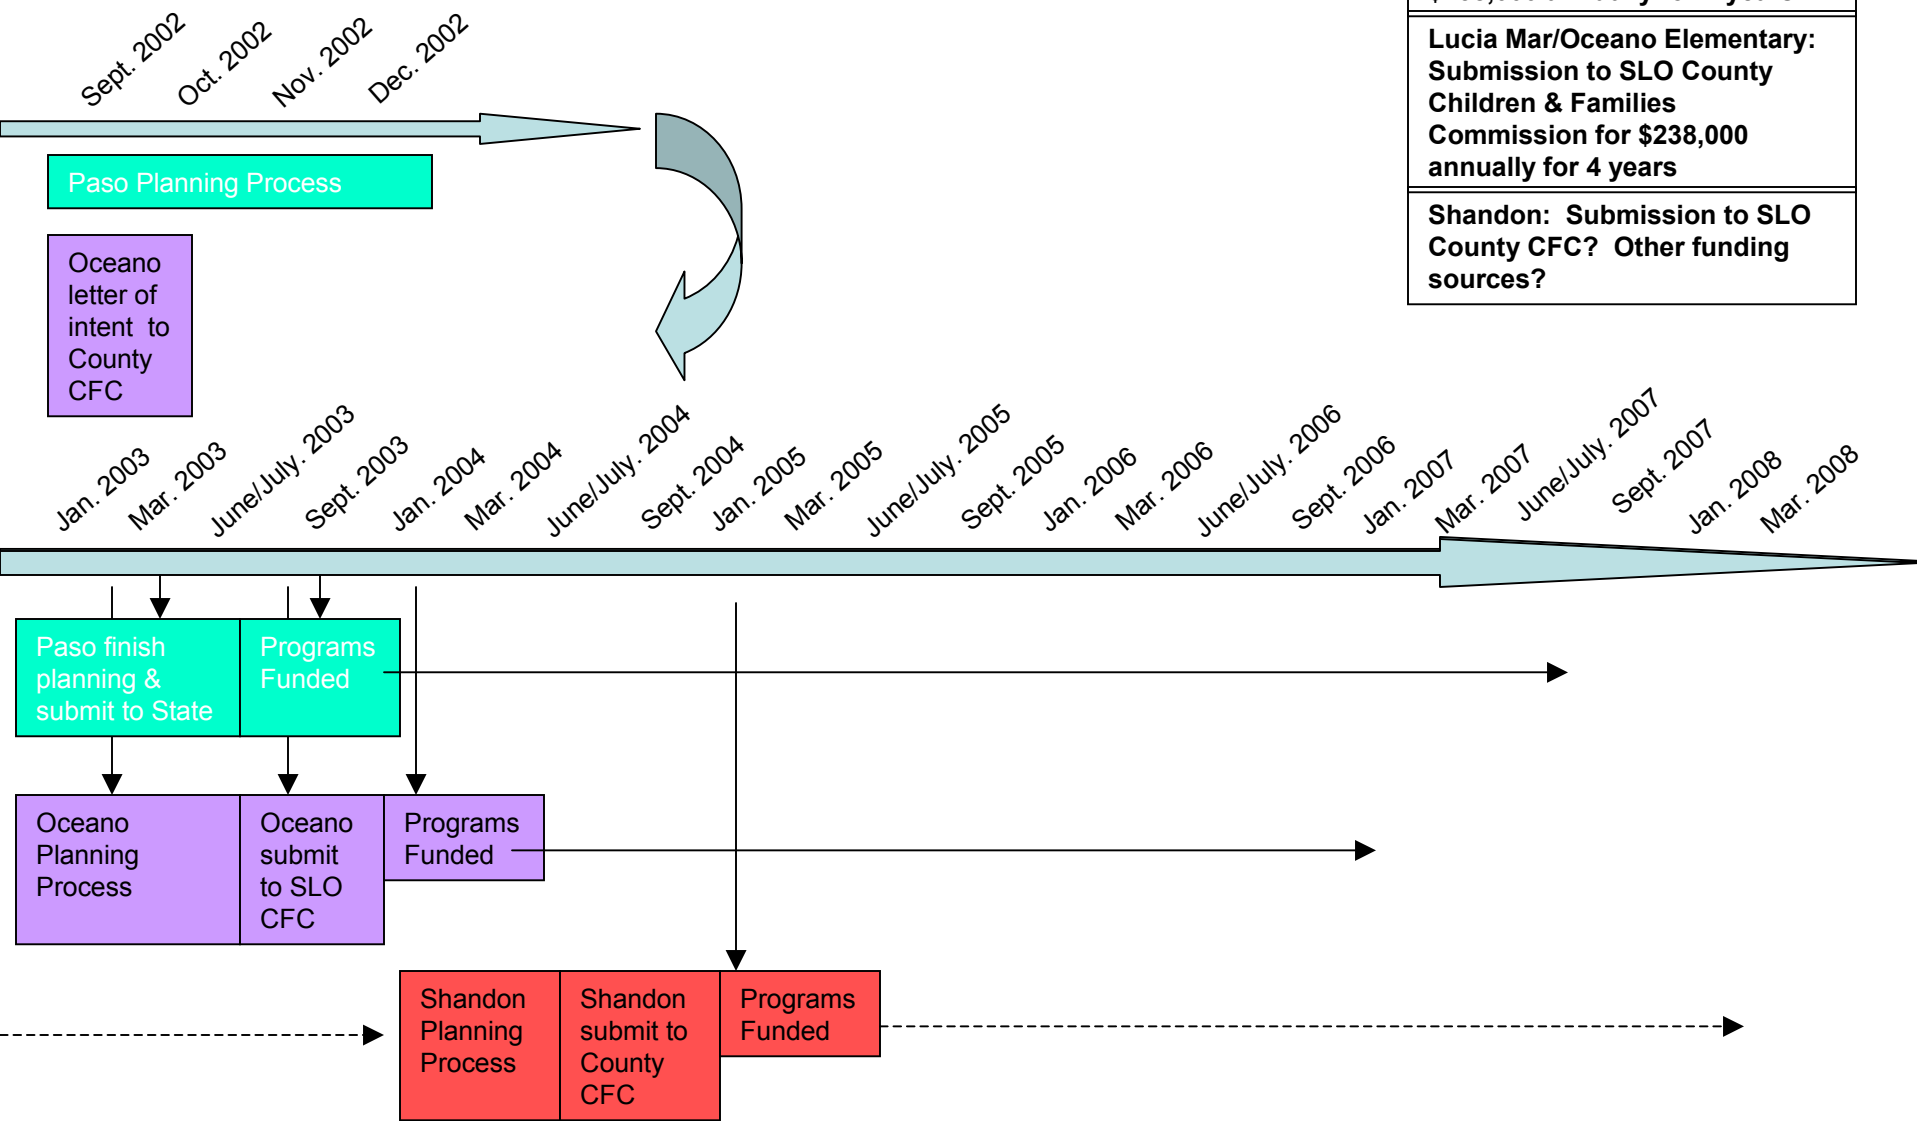 Sept. 2002
Oct. 2002
Nov. 2002
Dec. 2002
Lucia Mar/Oceano Elementary:
Submission to SLO County
Children & Families
Commission for $238,000
annually for 4 years
Shandon: Submission to SLO
County CFC? Other funding
sources?
Paso Planning Process
Oceano
letter of
intent to
County
CFC
Jan. 2003
Mar. 2003
June/July. 2003
Sept. 2003
Jan. 2004
Mar. 2004
June/July. 2004
Sept. 2004
Jan. 2005
Mar. 2005
June/July. 2005
Sept. 2005
Jan. 2006
Mar. 2006
June/July. 2006
Sept. 2006
Jan. 2007
Mar. 2007
June/July. 2007
Sept. 2007
Jan. 2008
Mar. 2008
Paso finish
planning &
submit to State
Programs
Funded
Oceano
Planning
Process
Oceano
submit
to SLO
CFC
Programs
Funded
Shandon
Planning
Process
Shandon
submit to
County
CFC
Programs
Funded